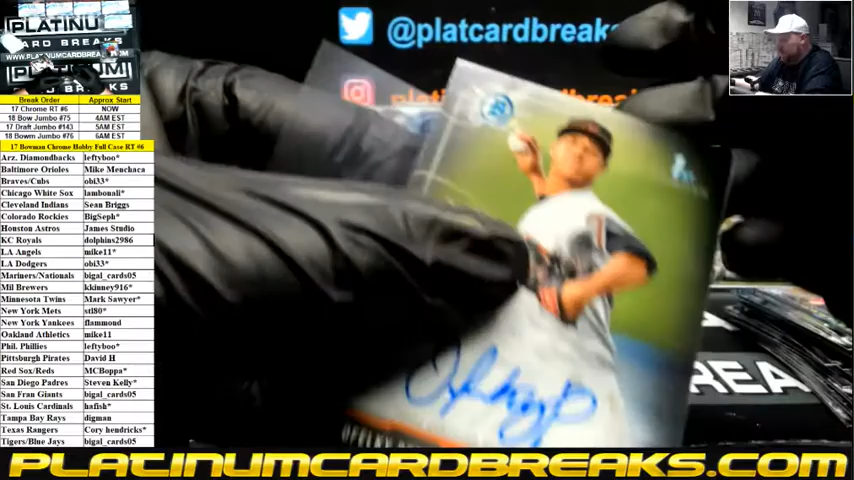 PLATINU
ARD BREAKS
WWW.PLATINUMCARDBREAKS.
PLATINUM
@platcardbreaks
Break Order Approx Start
17 Chrome RT #6 NOW
18 Bow Jumbo #75 4AM EST
17 Draft Jumbo #143 5AM EST
18 Bowm Jumbo #76 6AM EST
17 Bowman Chrome Hobby Full Case RT #6
Arz. Diamondbacks leftyboo*
Baltimore Orioles Mike Menchaca
Braves/Cubs obi33*
Chicago White Sox lambonali*
Cleveland Indians Sean Briggs
Colorado Rockies BigSeph*
Houston Astros James Studio
KC Royals dolphins2986
LA Angels mike11*
LA Dodgers obi33*
Mariners/Nationals bigal_cards05
Mil Brewers kkinney916*
Minnesota Twins Mark Sawyer*
New York Mets stl80*
New York Yankees flammond
Oakland Athletics mike11
Phil. Phillies leftyboo*
Pittsburgh Pirates David H
Red Sox/Reds MCBoppa*
San Diego Padres Steven Kelly*
San Fran Giants bigal_cards05
St. Louis Cardinals hafish*
Tampa Bay Rays digman
Texas Rangers Cory hendricks*
Tigers/Blue Jays bigal_cards05
REA
PLATINUMCARDBREAKS.COM